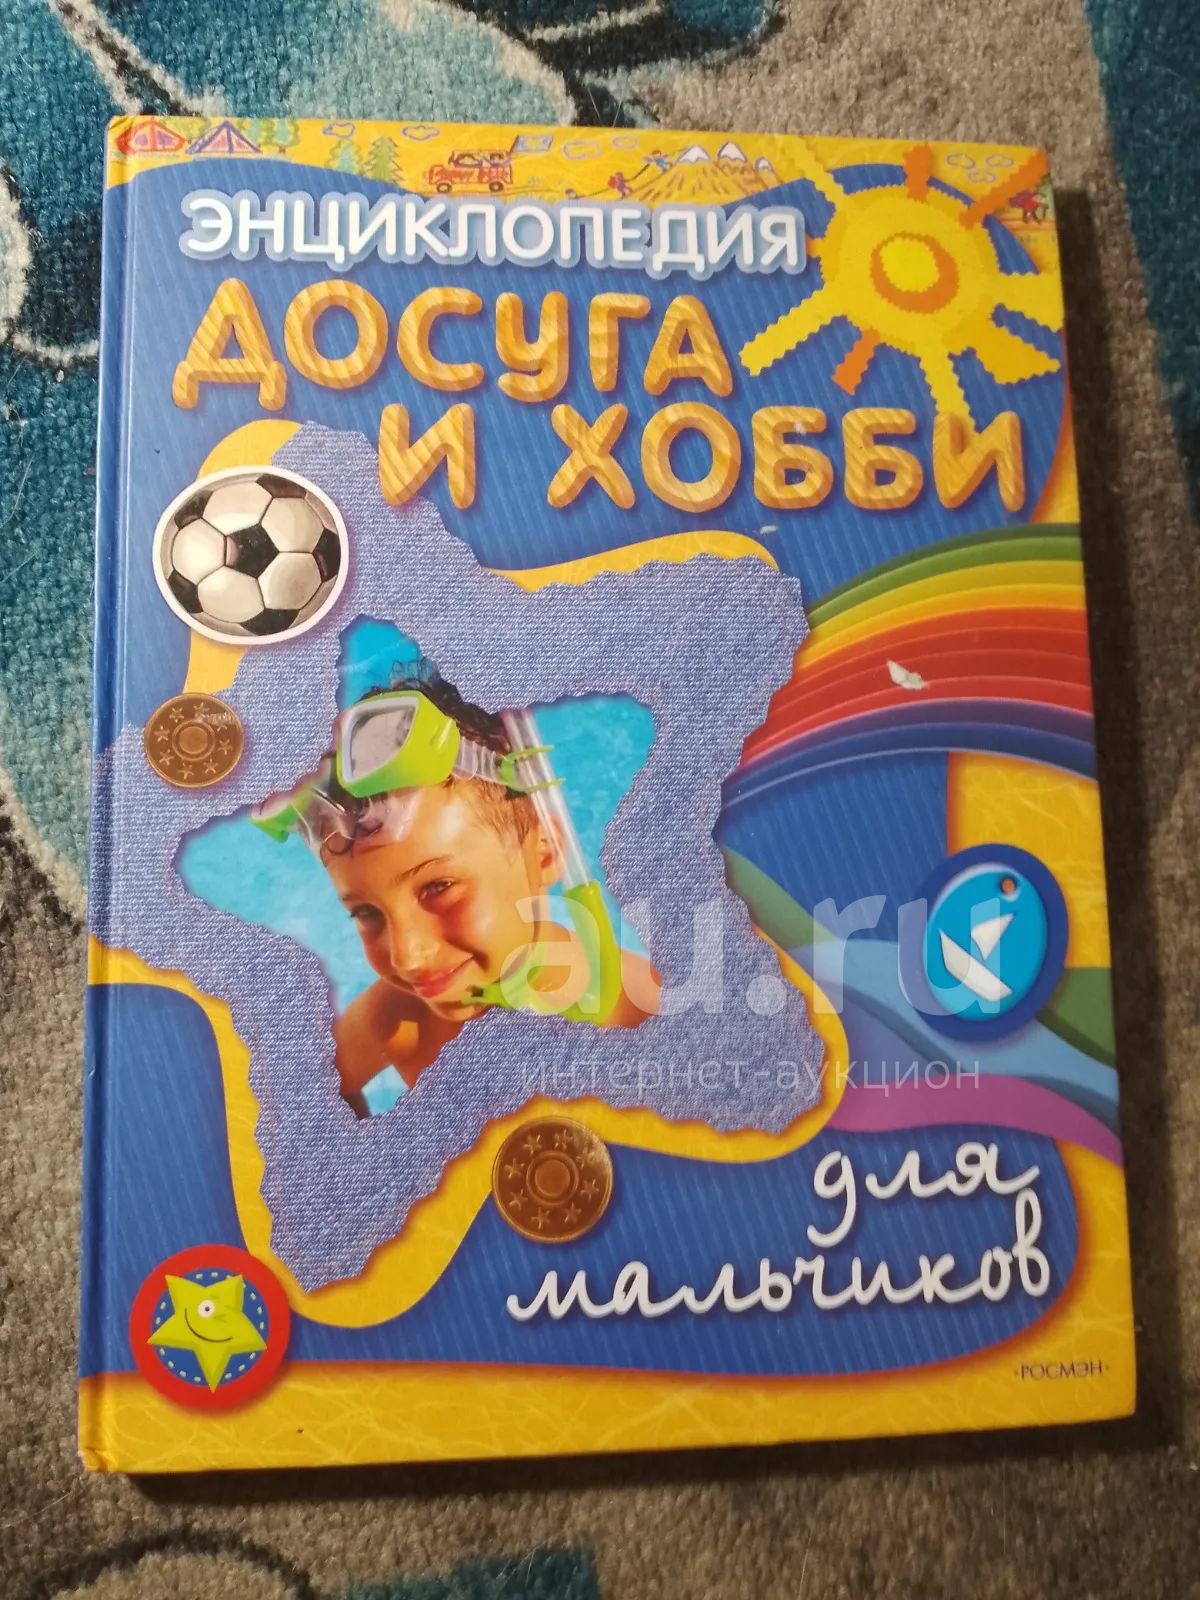 ЭНЦИКЛОПЕДИЯ
ДОСУГА
И ХОББИ
au.ru
интернет-аукцион
для
мальчиков
·РОСМЭН·